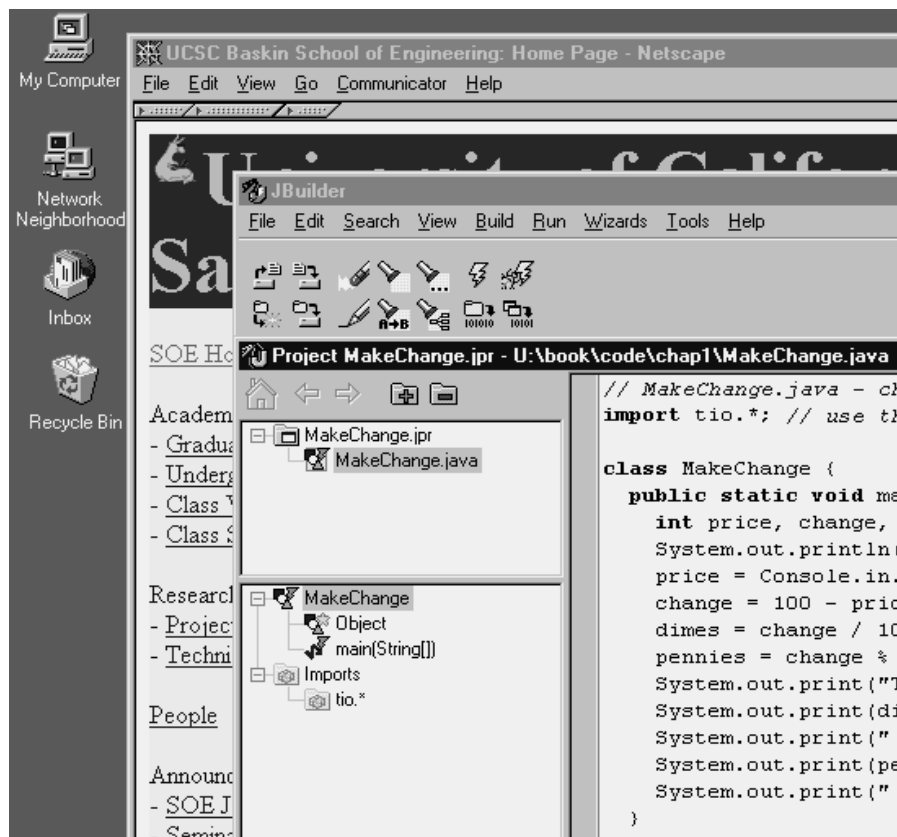 My Computer
Network
Neighborhood
Inbox
Recycle Bin
UCSC Baskin School of Engineering: Home Page - Netscape
File Edit View Go Communicator Help
Sa
SOE Ho
Academ
- Gradua
- Underg
- Class
- Class S
Research
- Project
- Techni
People
Announc
- SOE J
- Semina
JBuilder
File Edit Search View Build Run Wizards Tools Help
A→B
10101 10101
Project MakeChange.jpr - U:\book\code\chap1\MakeChange.java
MakeChange.jpr
MakeChange.java
MakeChange
Object
main(String[])
Imports
tio.*
// MakeChange.java - ch
import tio.*; // use th
class MakeChange {
public static void ma
int price, change,
System.out.println(
price = Console.in.
change = 100 - pric
dimes = change / 10
pennies = change %
System.out.print("T
System.out.print(di
System.out.print("
System.out.print(pe
System.out.print("
}